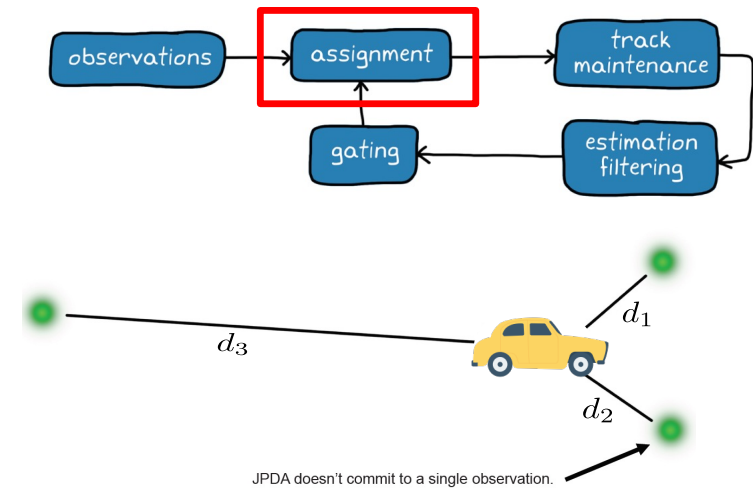 observations
assignment
track
maintenance
gating
estimation
filtering
d₁
d₃
d₂
JPDA doesn’t commit to a single observation.